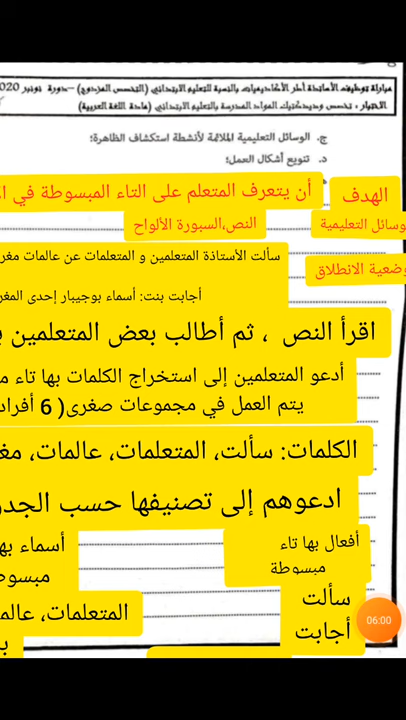 مباراة توظيف الأساتذة أطر الأكاديميات بالنسبة للتعليم الابتدائي (التخصص المزدوج) –دورة نونبر 2020
الاختبار : تخصص وديدكتيك المواد المدرسة بالتعليم الابتدائي (مادة اللغة العربية)
ج. الوسائل التعليمية الملائمة لأنشطة استكشاف الظاهرة؛
د. تنويع أشكال العمل؛
الهدف أن يتعرف المتعلم على التاء المبسوطة في
وسائل التعليمية النص،السبورة الألواح
وضعية الانطلاق سألت الأستاذة المتعلمين و المتعلمات عن عالمات مغر
أجابت بنت: أسماء بوجيبار إحدى المغر
اقرأ النص ، ثم أطالب بعض المتعلمين
أدعو المتعلمين إلى استخراج الكلمات بها تاء م
يتم العمل في مجموعات صغرى( 6 أفراد
الكلمات: سألت، المتعلمات، عالمات، مغ
ادعوهم إلى تصنيفها حسب الجد
أفعال بها تاء أسماء به
مبسوطة مبسوط
سألت المتعلمات، عالم
أجابت
06:00